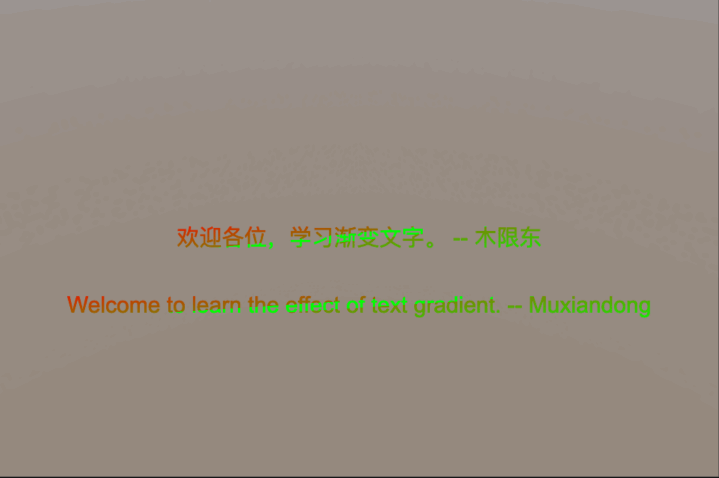 欢迎各位，学习渐变文字。 -- 木限东
Welcome to learn the effect of text gradient. -- Muxiandong